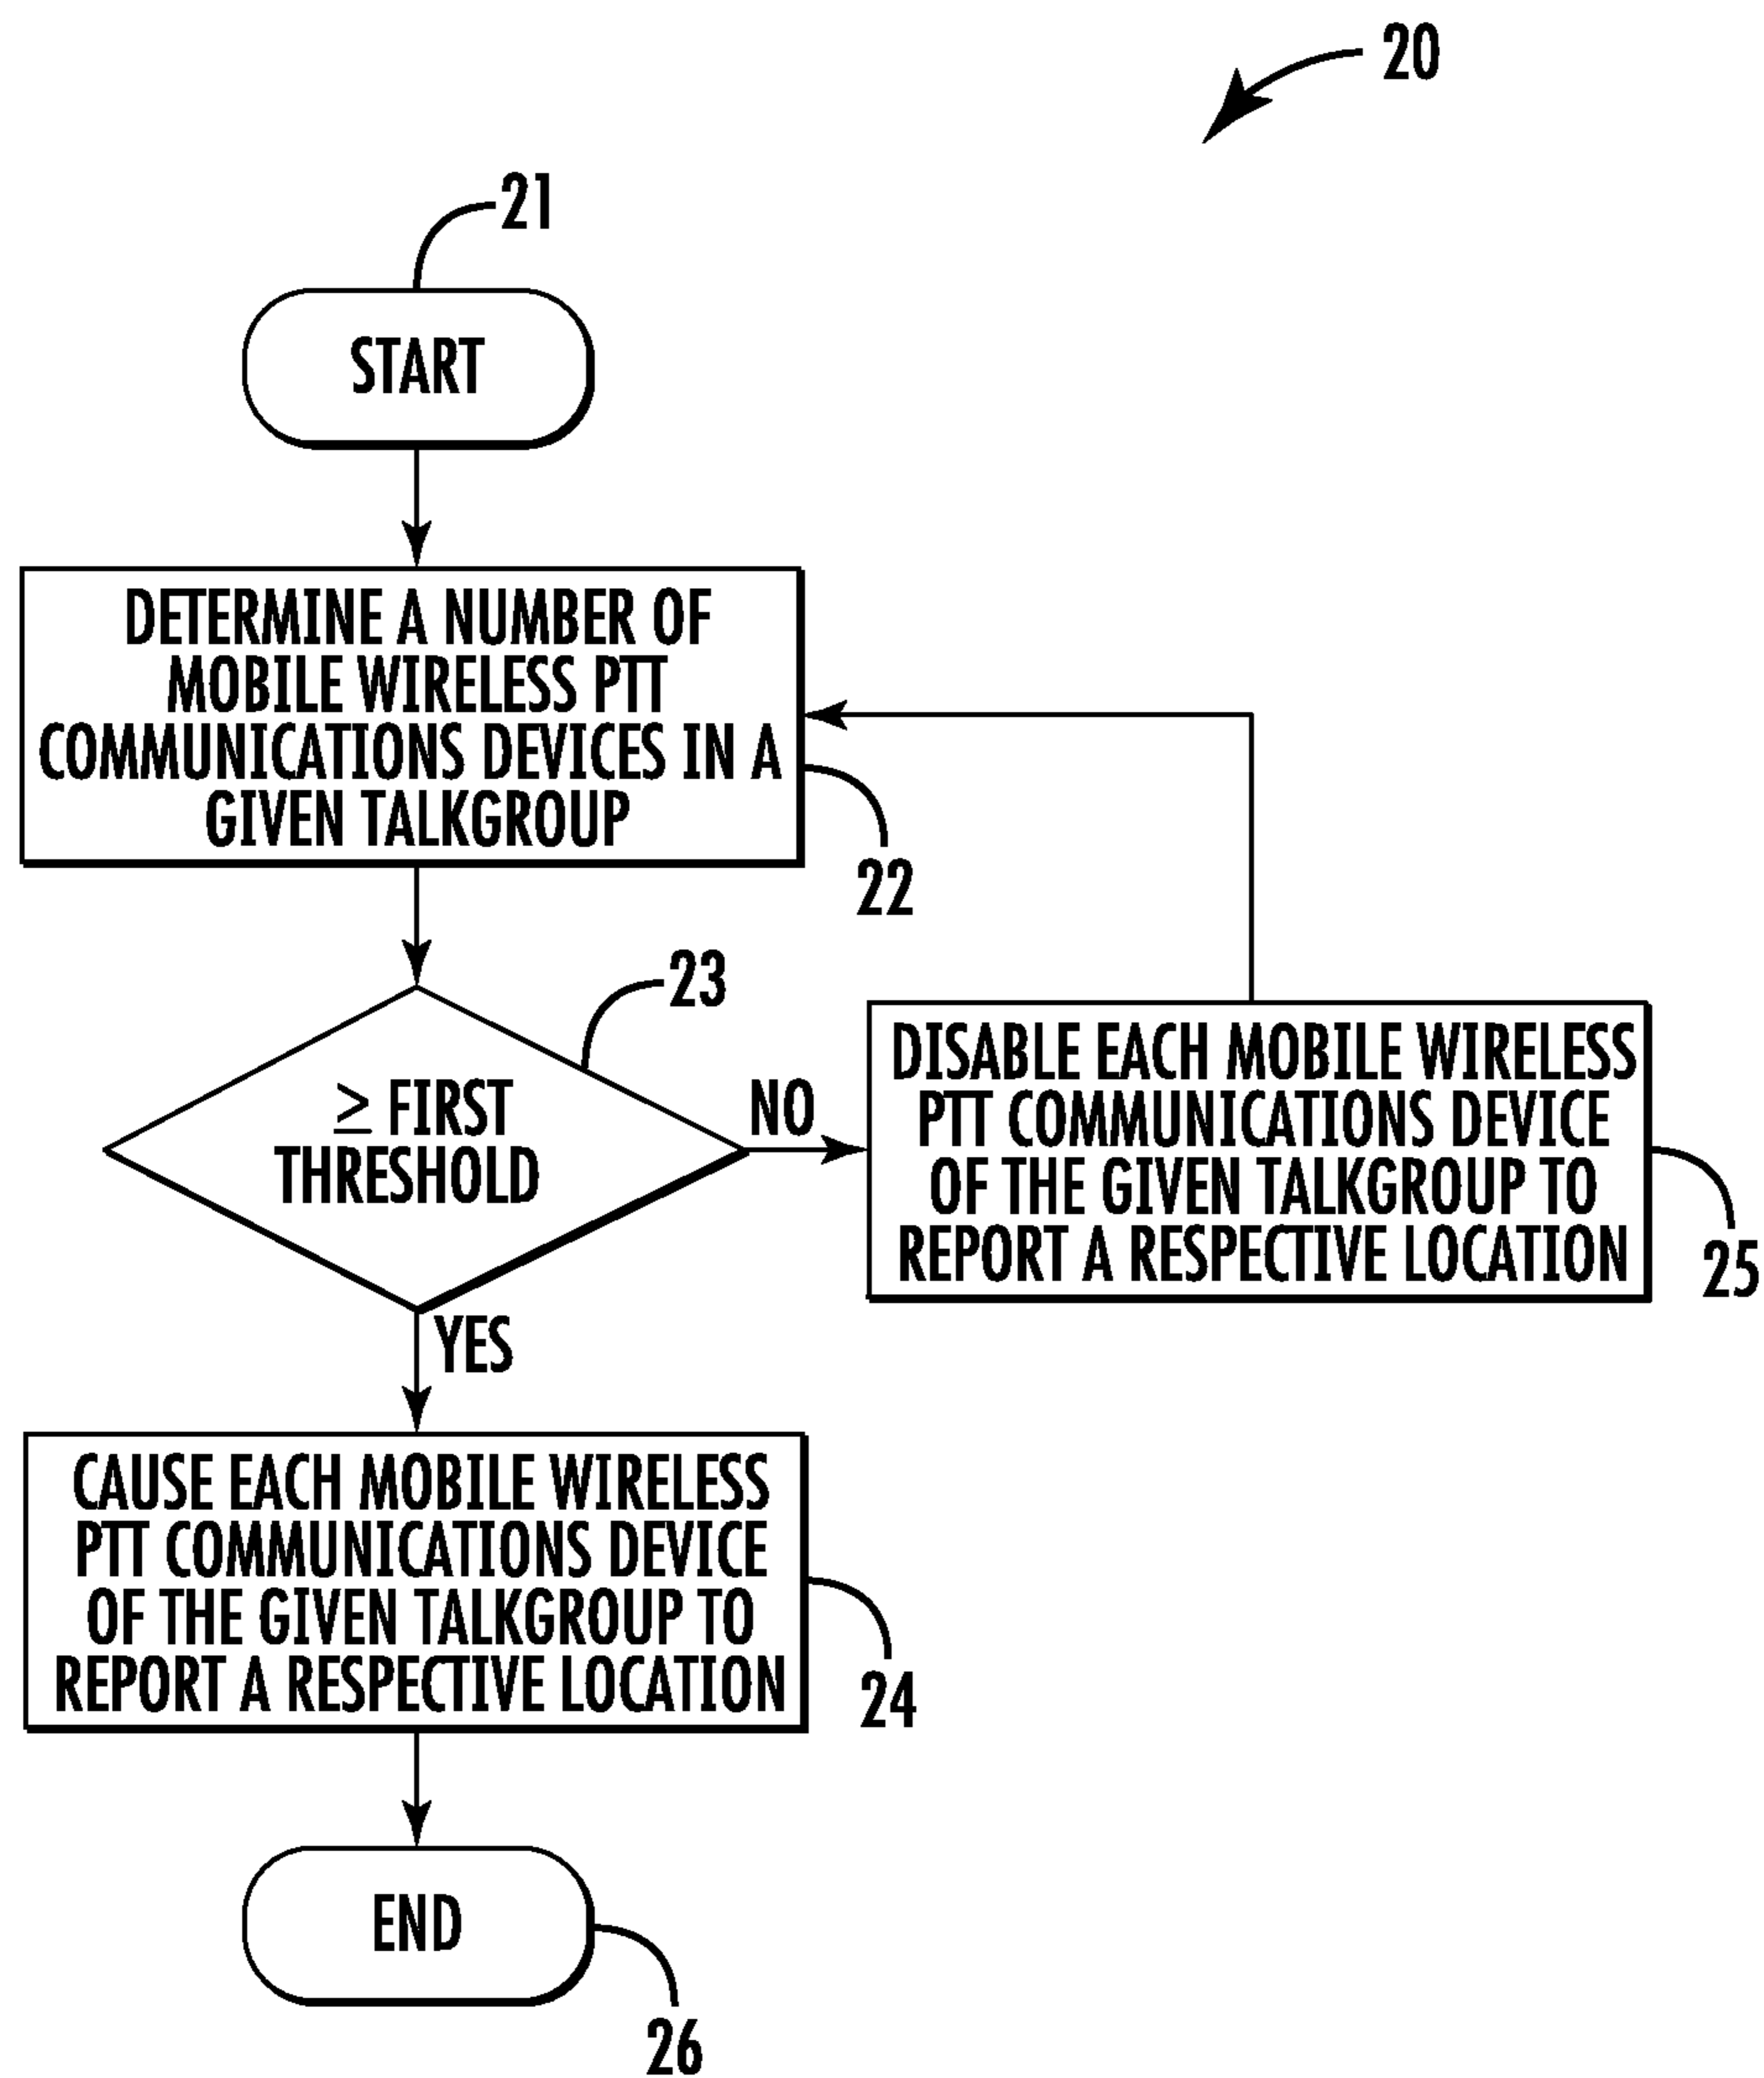 20
21
START
DETERMINE A NUMBER OF
MOBILE WIRELESS PTT
COMMUNICATIONS DEVICES IN A
GIVEN TALKGROUP
22
23
≥ FIRST
THRESHOLD
NO
DISABLE EACH MOBILE WIRELESS
PTT COMMUNICATIONS DEVICE
OF THE GIVEN TALKGROUP TO
REPORT A RESPECTIVE LOCATION
25
YES
CAUSE EACH MOBILE WIRELESS
PTT COMMUNICATIONS DEVICE
OF THE GIVEN TALKGROUP TO
REPORT A RESPECTIVE LOCATION
24
END
26